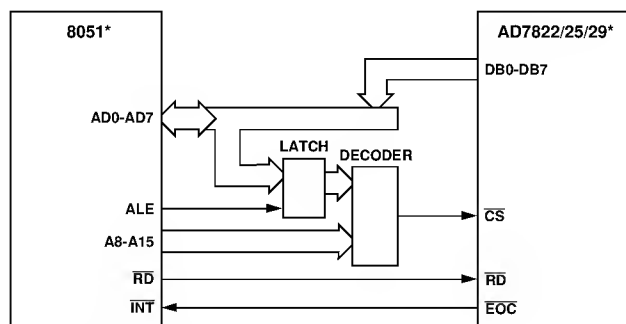 8051*
AD7822/25/29*
DB0-DB7
AD0-AD7
LATCH
DECODER
ALE
CS
A8-A15
RD
RD
INT
EOC